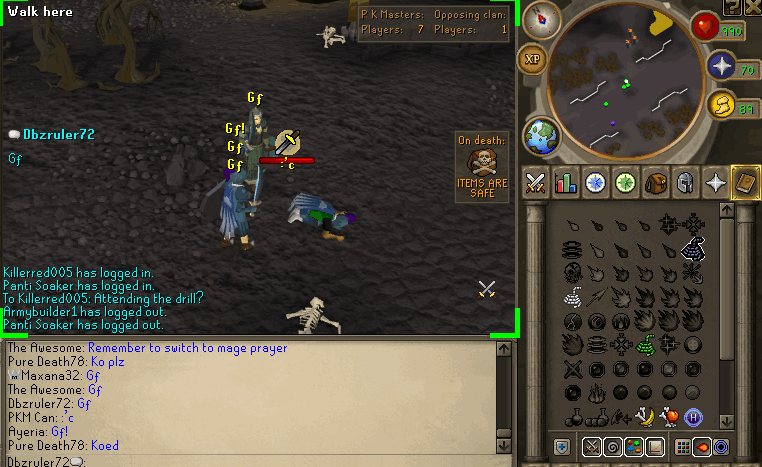 Walk here
P K Masters: Opposing clan:
Players: 7 Players: 1
990
XP
70
Gf
Gf!
Gf
Gf
:'c
Dbzruler72
Gf
On death:
ITEMS ARE
SAFE
Killerred005 has logged in.
Panti Soaker has logged in.
To Killerred005: Attending the drill?
Armybuilder1 has logged out.
Panti Soaker has logged out.
The Awesome: Remember to switch to mage prayer
Pure Death78: Ko plz
Maxana32: Gf
The Awesome: Gf
Dbzruler72: Gf
PKM Can: :'c
Ayeria: Gf!
Pure Death78: Koed
Dbzruler72:
H